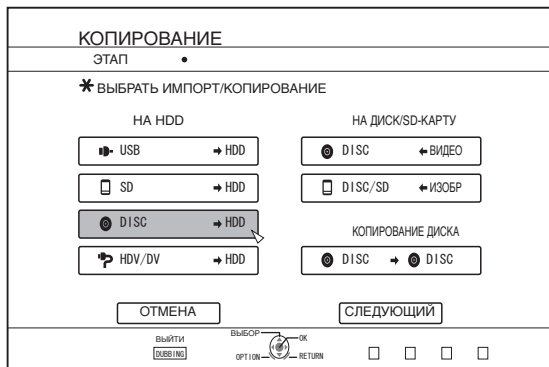 КОПИРОВАНИЕ
ЭТАП
ВЫБРАТЬ ИМПОРТ/КОПИРОВАНИЕ
НА HDD
USB → HDD
SD → HDD
DISC → HDD
HDV/DV → HDD
НА ДИСК/SD-КАРТУ
DISC ← ВИДЕО
DISC/SD ← ИЗОБР
КОПИРОВАНИЕ ДИСКА
DISC → DISC
ОТМЕНА
СЛЕДУЮЩИЙ
ВЫЙТИ
DUBBING
ВЫБОР
OK
OPTION
RETURN